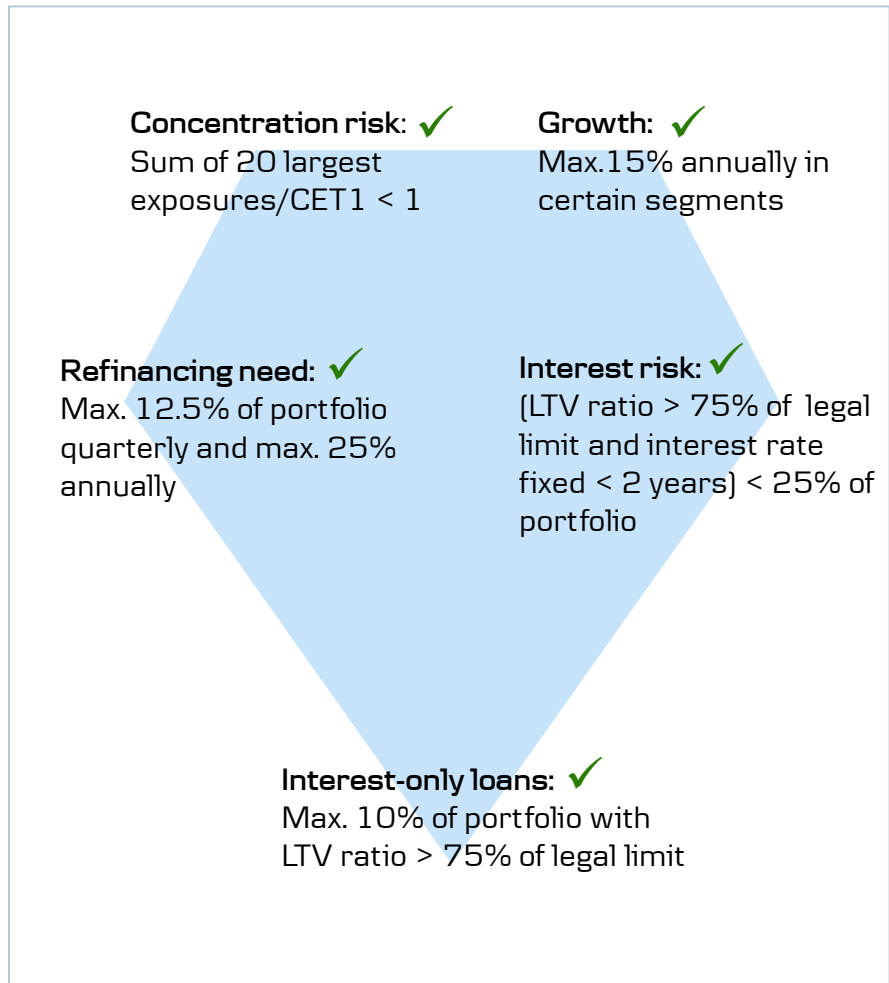 Concentration risk: ✓
Sum of 20 largest
exposures/CET1 < 1
Growth: ✓
Max.15% annually in
certain segments
Refinancing need: ✓
Max. 12.5% of portfolio
quarterly and max. 25%
annually
Interest risk: ✓
(LTV ratio > 75% of legal
limit and interest rate
fixed < 2 years) < 25% of
portfolio
Interest-only loans: ✓
Max. 10% of portfolio with
LTV ratio > 75% of legal limit